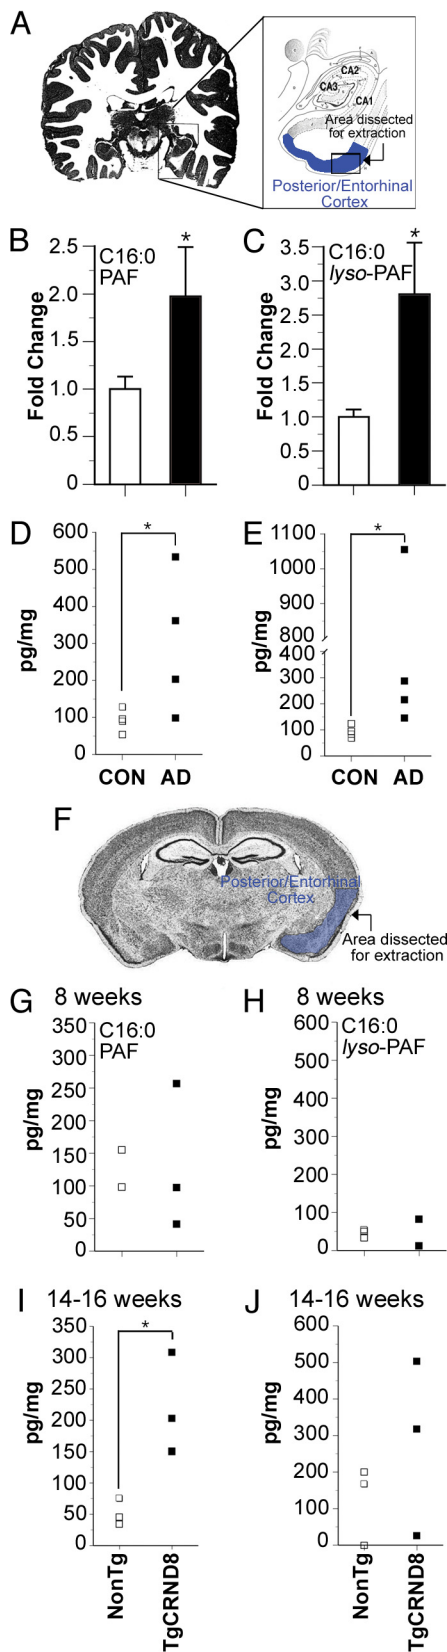 A
CA2
CA3
CA1
Area dissected
for extraction
Posterior/Entorhinal
Cortex
B
C16:0
PAF
*
Fold Change
2.5
2.0
1.5
1.0
0.5
0
C
C16:0
lyso-PAF
*
Fold Change
3.5
3.0
2.5
2.0
1.5
1.0
0.5
0
D
*
pg/mg
600
500
400
300
200
100
0
CON AD
E
*
pg/mg
1100
1000
900
800
400
300
200
100
0
CON AD
F
Posterior/Entorhinal
Cortex
Area dissected
for extraction
G 8 weeks
C16:0
PAF
pg/mg
350
300
250
200
150
100
50
0
H 8 weeks
C16:0
lyso-PAF
pg/mg
600
500
400
300
200
100
0
I 14-16 weeks
*
pg/mg
350
300
250
200
150
100
50
0
NonTg
TgCRND8
J 14-16 weeks
pg/mg
600
500
400
300
200
100
0
NonTg
TgCRND8